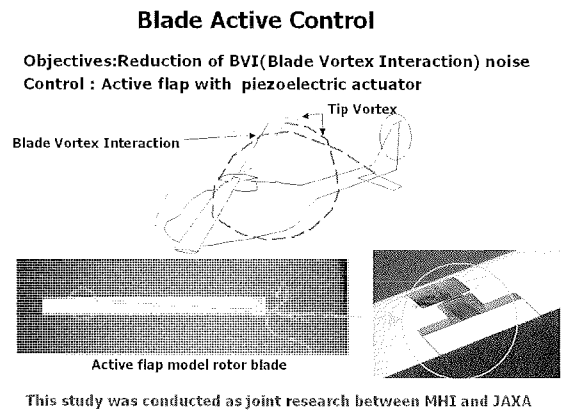 Blade Active Control
Objectives:Reduction of BVI(Blade Vortex Interaction) noise
Control : Active flap with piezoelectric actuator
Tip Vortex
Blade Vortex Interaction
Active flap model rotor blade
This study was conducted as joint research between MHI and JAXA